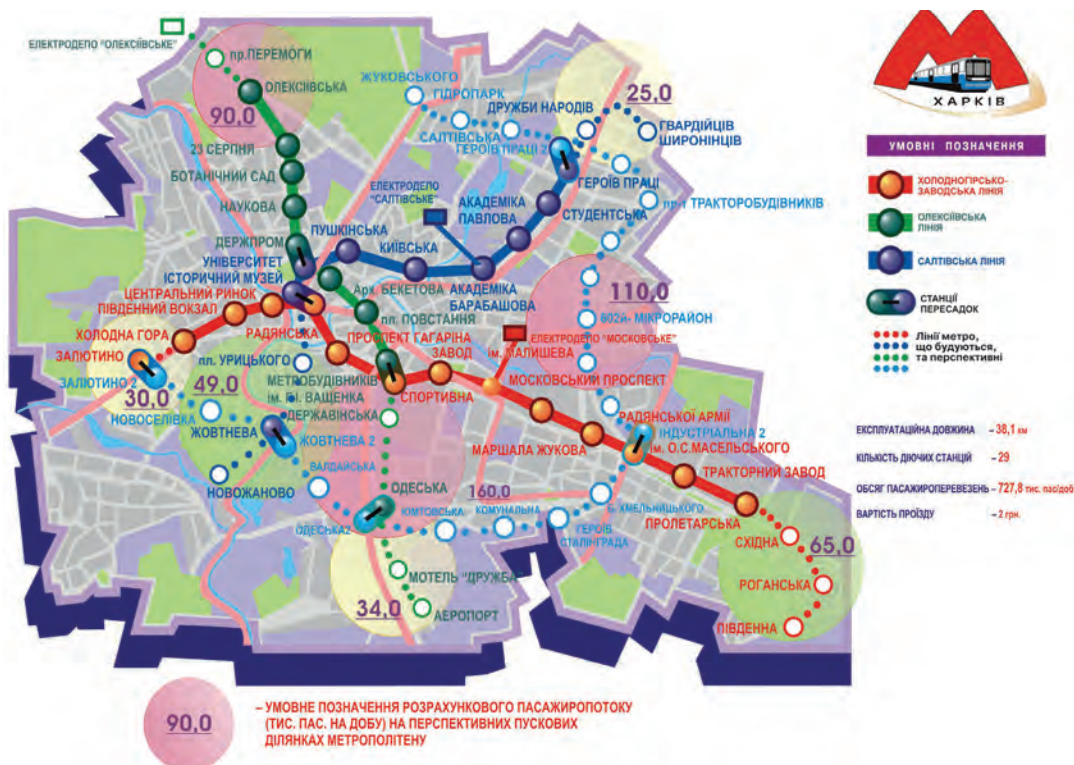 ЕЛЕКТРОДЕПО "ОЛЕКСІЇВСЬКЕ"
пр.ПЕРЕМОГИ
ОЛЕКСІЇВСЬКА
90,0
23 СЕРПНЯ
БОТАНІЧНИЙ САД
НАУКОВА
ДЕРЖПРОМ
УНІВЕРСИТЕТ
ІСТОРИЧНИЙ МУЗЕЙ
ЦЕНТРАЛЬНИЙ РИНОК
ПІВДЕННИЙ ВОКЗАЛ
ХОЛОДНА ГОРА
ЗАЛЮТИНО
ЗАЛЮТИНО 2
30,0
НОВОСЕЛІВКА
49,0
ЖОВТНЕВА
ЖОВТНЕВА 2
НОВОЖАНОВО
ВАЛДАЙСЬКА
РАДЯНСЬКА
пл. УРИЦЬКОГО
МЕТРОБУДІВНИКІВ
ім. Г.І. ВАЩЕНКА
ДЕРЖАВІНСЬКА
ОДЕСЬКА
ОДЕСЬКА2
160,0
МОТЕЛЬ "ДРУЖБА"
34,0
АЕРОПОРТ
ЖУКОВСЬКОГО
ГІДРОПАРК
САЛТІВСЬКА
ДРУЖБИ НАРОДІВ
25,0
ГВАРДІЙЦІВ
ШИРОНІНЦІВ
ГЕРОЇВ ПРАЦІ 2
ГЕРОЇВ ПРАЦІ
пр-т ТРАКТОРОБУДІВНИКІВ
СТУДЕНТСЬКА
АКАДЕМІКА
ПАВЛОВА
ЕЛЕКТРОДЕПО
"САЛТІВСЬКЕ"
ПУШКІНСЬКА
КИЇВСЬКА
АКАДЕМІКА
БАРАБАШОВА
Арх. БЕКЕТОВА
пл. ПОВСТАННЯ
ПРОСПЕКТ ГАГАРІНА
СПОРТИВНА
ЗАВОД
ім. МАЛИШЕВА
ЕЛЕКТРОДЕПО "МОСКОВСЬКЕ"
110,0
602й- МІКРОРАЙОН
МОСКОВСЬКИЙ ПРОСПЕКТ
МАРШАЛА ЖУКОВА
РАДЯНСЬКОЇ АРМІЇ
ІНДУСТРІАЛЬНА 2
ім. О.С.МАСЕЛЬСЬКОГО
ТРАКТОРНИЙ ЗАВОД
ПРОЛЕТАРСЬКА
Б. ХМЕЛЬНИЦЬКОГО
ГЕРОЇВ
СТАЛІНГРАДА
КОМУНАЛЬНА
СХІДНА
65,0
РОГАНСЬКА
ПІВДЕННА
ХАРКІВ
УМОВНІ ПОЗНАЧЕННЯ
ХОЛОДНОГІРСЬКО-
ЗАВОДСЬКА ЛІНІЯ
ОЛЕКСІЇВСЬКА
ЛІНІЯ
САЛТІВСЬКА ЛІНІЯ
СТАНЦІЇ
ПЕРЕСАДОК
Лінії метро,
що будуються,
та перспективні
ЕКСПЛУАТАЦІЙНА ДОВЖИНА – 38,1 км
КІЛЬКІСТЬ ДІЮЧИХ СТАНЦІЙ – 29
ОБСЯГ ПАСАЖИРОПЕРЕВЕЗЕНЬ – 727,8 тис. пас/доб
ВАРТІСТЬ ПРОЇЗДУ – 2 грн.
90,0
– УМОВНЕ ПОЗНАЧЕННЯ РОЗРАХУНКОВОГО ПАСАЖИРОПОТОКУ
(ТИС. ПАС. НА ДОБУ) НА ПЕРСПЕКТИВНИХ ПУСКОВИХ
ДІЛЯНКАХ МЕТРОПОЛІТЕНУ